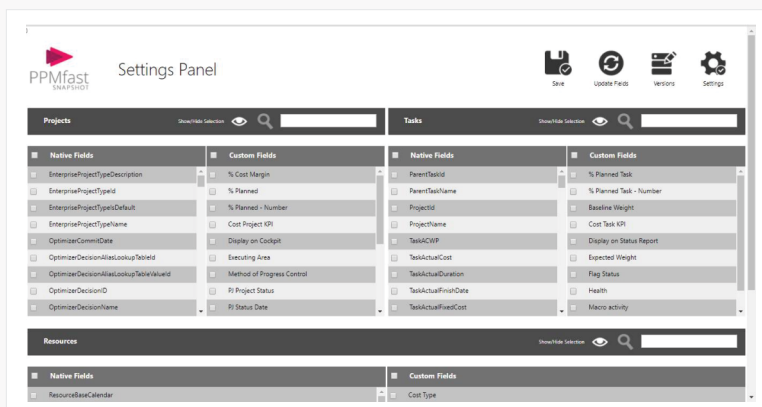 PPMfast
SNAPSHOT
Settings Panel
Save
Update Fields
Versions
Settings
Projects
Show/Hide Selection
Tasks
Show/Hide Selection
Native Fields
Custom Fields
Native Fields
Custom Fields
EnterpriseProjectTypeDescription
% Cost Margin
ParentTaskId
% Planned Task
EnterpriseProjectTypeId
% Planned
ParentTaskName
% Planned Task - Number
EnterpriseProjectTypeIsDefault
% Planned - Number
ProjectId
Baseline Weight
EnterpriseProjectTypeName
Cost Project KPI
ProjectName
Cost Task KPI
OptimizerCommitDate
Display on Cockpit
TaskACWP
Display on Status Report
OptimizerDecisionAliasLookupTableId
Executing Area
TaskActualCost
Expected Weight
OptimizerDecisionAliasLookupTableValueId
Method of Progress Control
TaskActualDuration
Flag Status
OptimizerDecisionID
PJ Project Status
TaskActualFinishDate
Health
OptimizerDecisionName
PJ Status Date
TaskActualFixedCost
Macro activity
Resources
Show/Hide Selection
Native Fields
Custom Fields
ResourceBaseCalendar
Cost Type